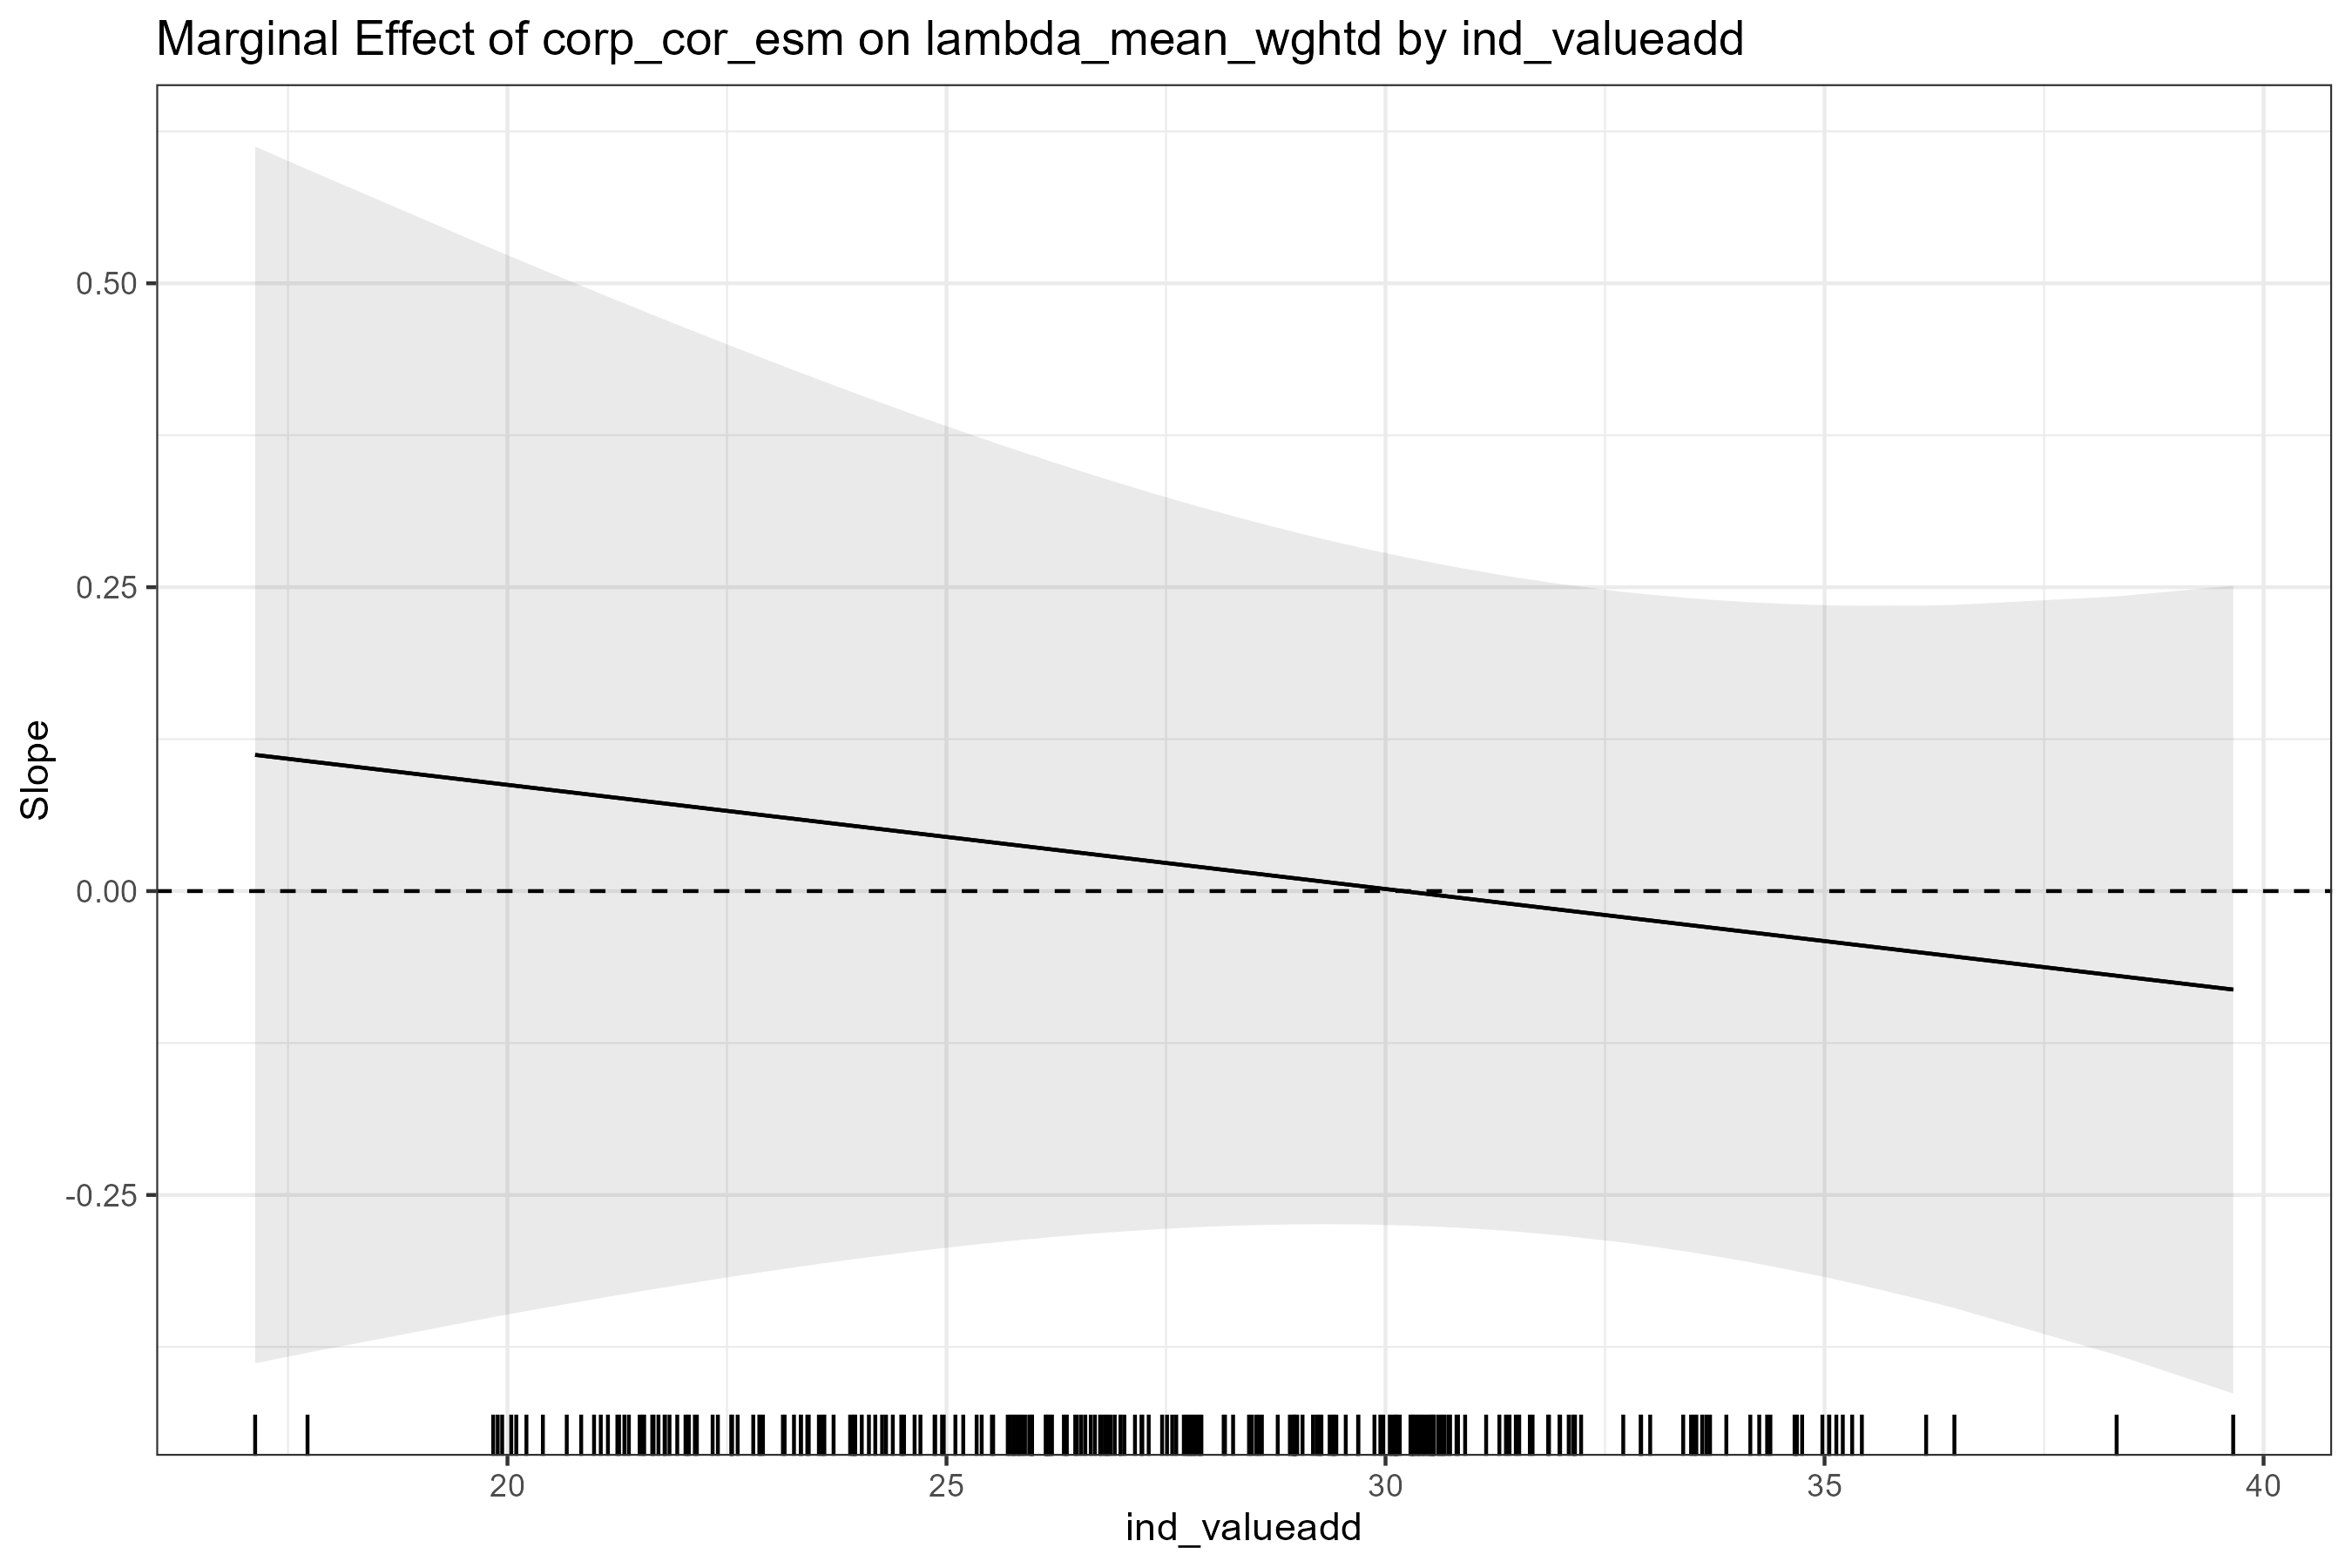 Marginal Effect of corp_cor_esm on lambda_mean_wghtd by ind_valueadd
0.50
0.25
0.00
-0.25
Slope
20 25 30 35 40
ind_valueadd